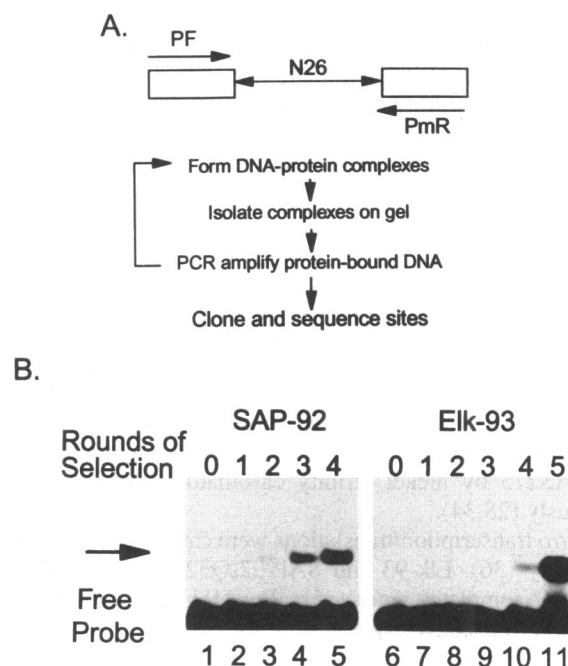 A.
PF
N26
PmR
Form DNA-protein complexes
Isolate complexes on gel
PCR amplify protein-bound DNA
Clone and sequence sites
B.
SAP-92 Elk-93
Rounds of Selection 0 1 2 3 4 0 1 2 3 4 5
Free Probe
1 2 3 4 5 6 7 8 9 10 11